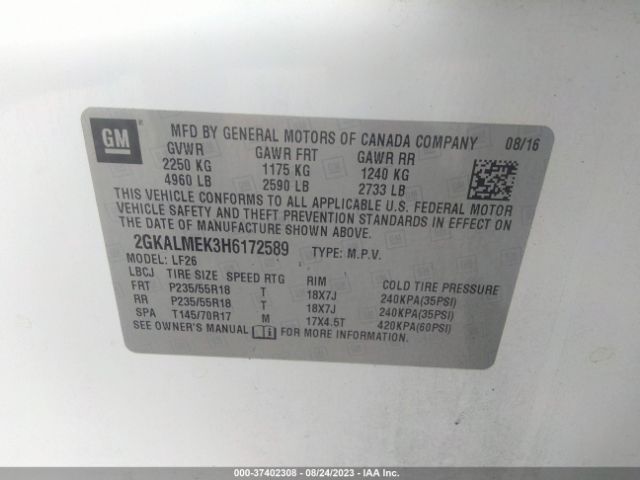 GM
MFD BY GENERAL MOTORS OF CANADA COMPANY 08/16
GVWR GAWR FRT GAWR RR
2250 KG 1175 KG 1240 KG
4960 LB 2590 LB 2733 LB
THIS VEHICLE CONFORMS TO ALL APPLICABLE U.S. FEDERAL MOTOR
VEHICLE SAFETY AND THEFT PREVENTION STANDARDS IN EFFECT ON
THE DATE OF MANUFACTURE SHOWN ABOVE.
2GKALMEK3H6172589 TYPE: M.P.V.
MODEL: LF26
LBCJ TIRE SIZE SPEED RTG RIM COLD TIRE PRESSURE
FRT P235/55R18 T 18X7J 240KPA(35PSI)
RR P235/55R18 T 18X7J 240KPA(35PSI)
SPA T145/70R17 M 17X4.5T 420KPA(60PSI)
SEE OWNER'S MANUAL FOR MORE INFORMATION.
000-37402308 - 08/24/2023 - IAA Inc.